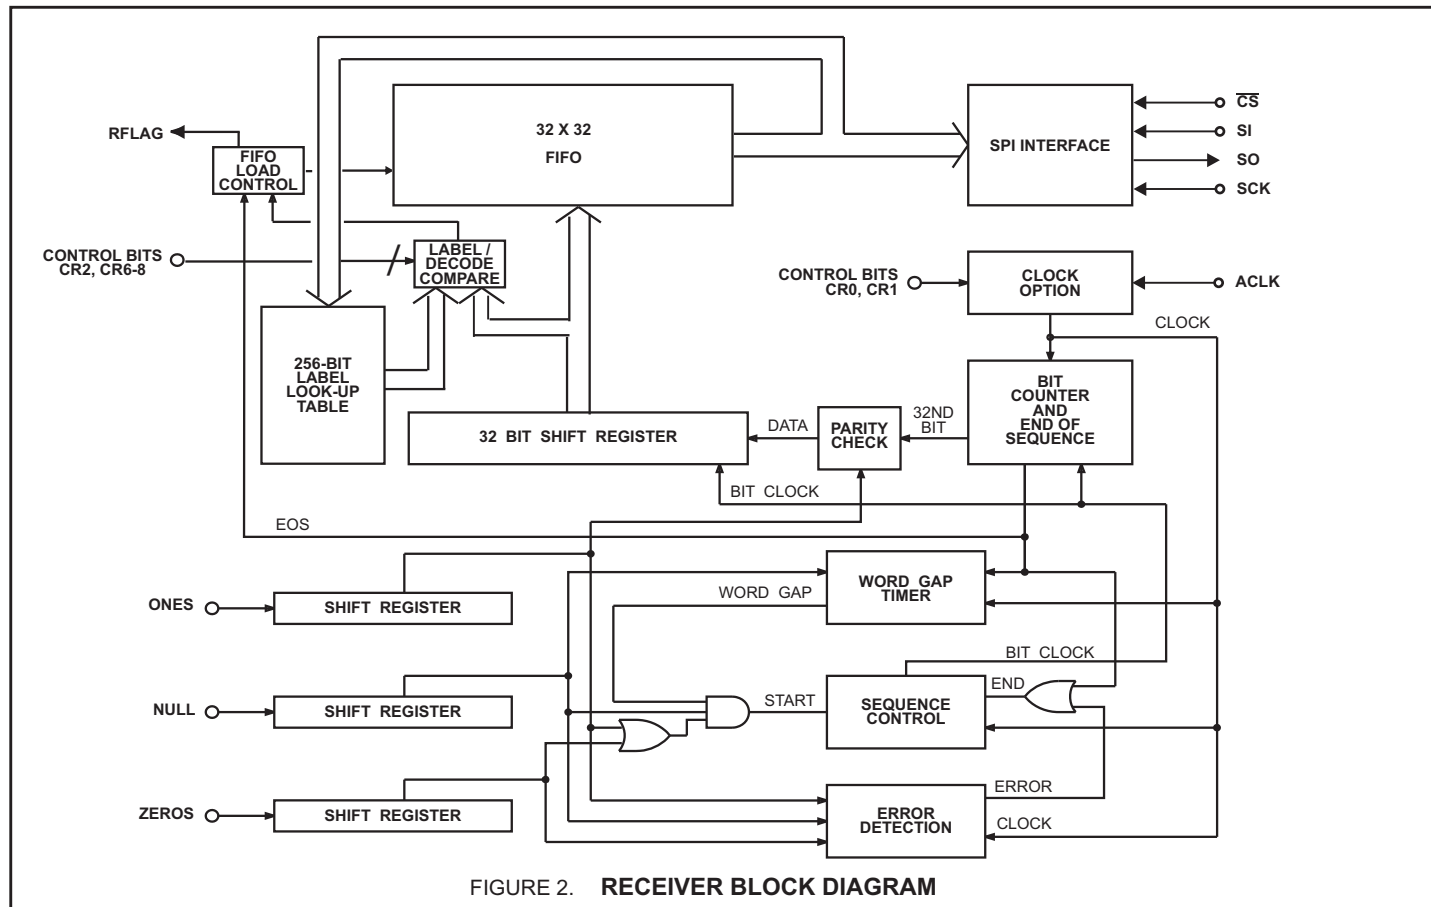 32 X 32
FIFO
SPI INTERFACE
CS
SI
SO
SCK
RFLAG
FIFO
LOAD
CONTROL
CONTROL BITS
CR2, CR6-8
LABEL /
DECODE
COMPARE
CONTROL BITS
CR0, CR1
CLOCK
OPTION
ACLK
CLOCK
256-BIT
LABEL
LOOK-UP
TABLE
32 BIT SHIFT REGISTER
DATA
PARITY
CHECK
32ND
BIT
BIT
COUNTER
AND
END OF
SEQUENCE
BIT CLOCK
EOS
ONES
SHIFT REGISTER
WORD GAP
WORD GAP
TIMER
BIT CLOCK
NULL
SHIFT REGISTER
START
SEQUENCE
CONTROL
END
ZEROS
SHIFT REGISTER
ERROR
DETECTION
ERROR
CLOCK
FIGURE 2. RECEIVER BLOCK DIAGRAM